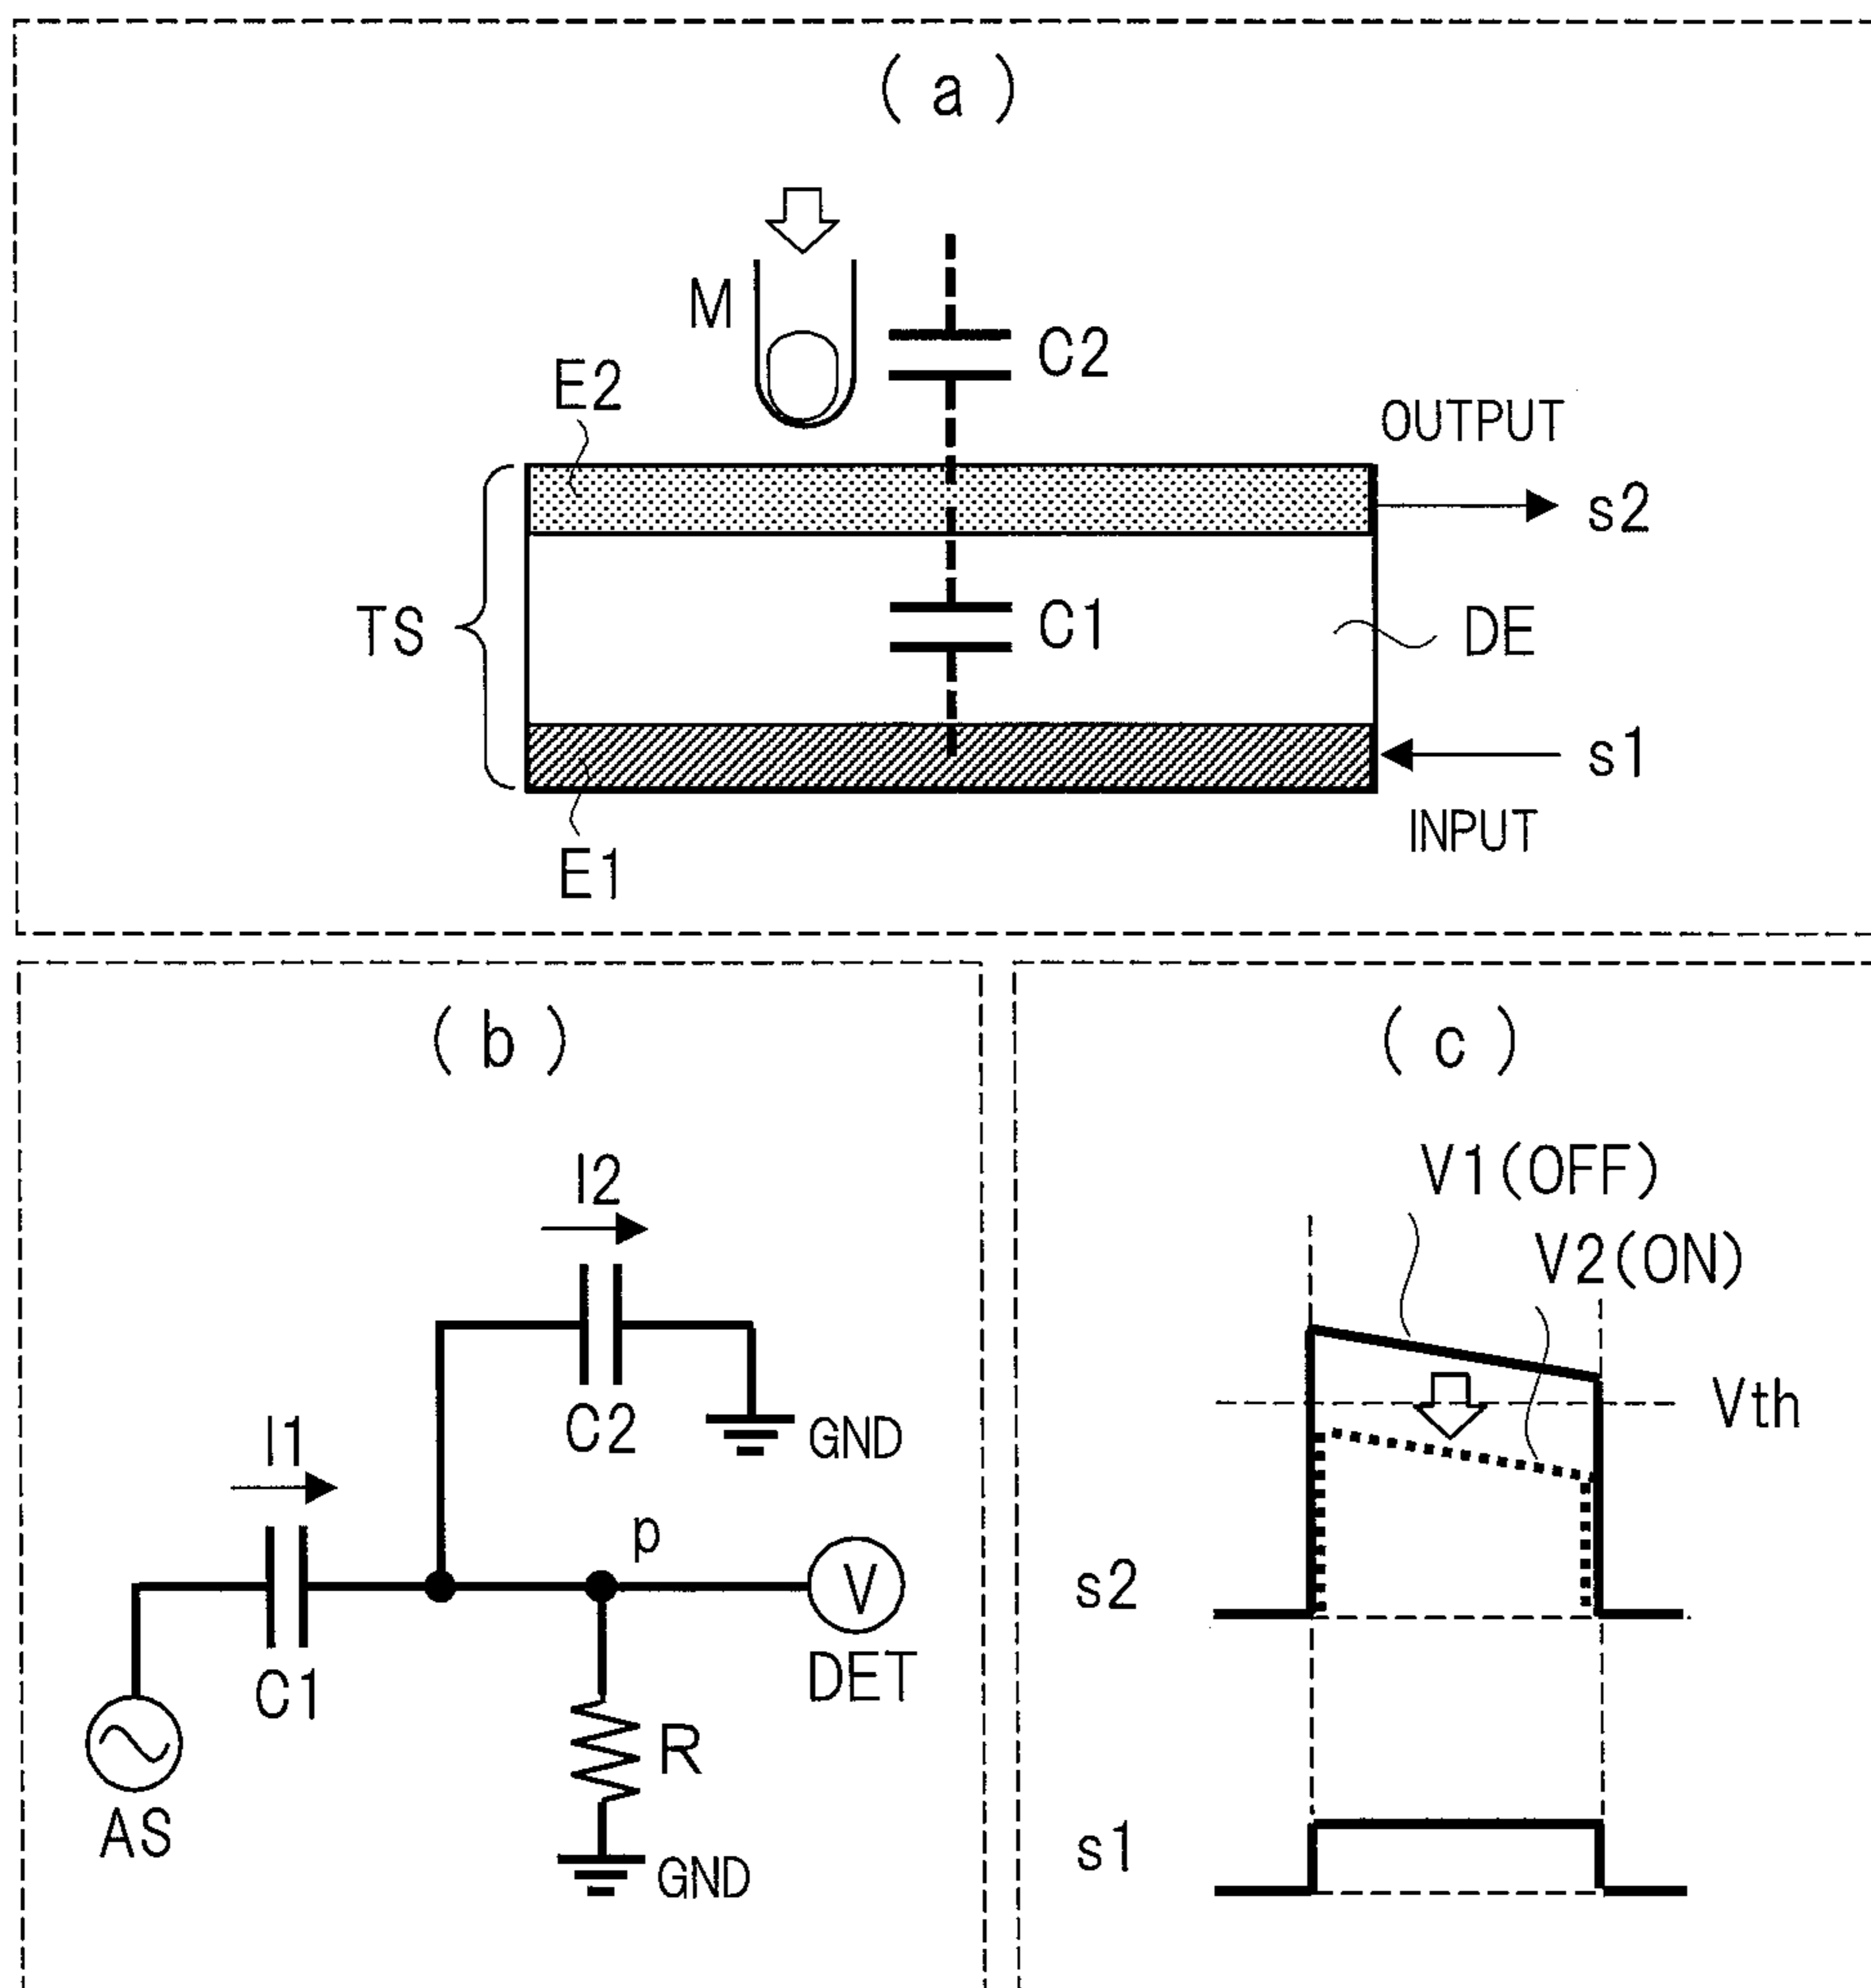 (a)
M
C2
E2
OUTPUT
s2
TS
C1
DE
s1
INPUT
E1
(b)
I2
C2
GND
I1
p
V
C1
DET
R
AS
GND
(c)
V1(OFF)
V2(ON)
Vth
s2
s1